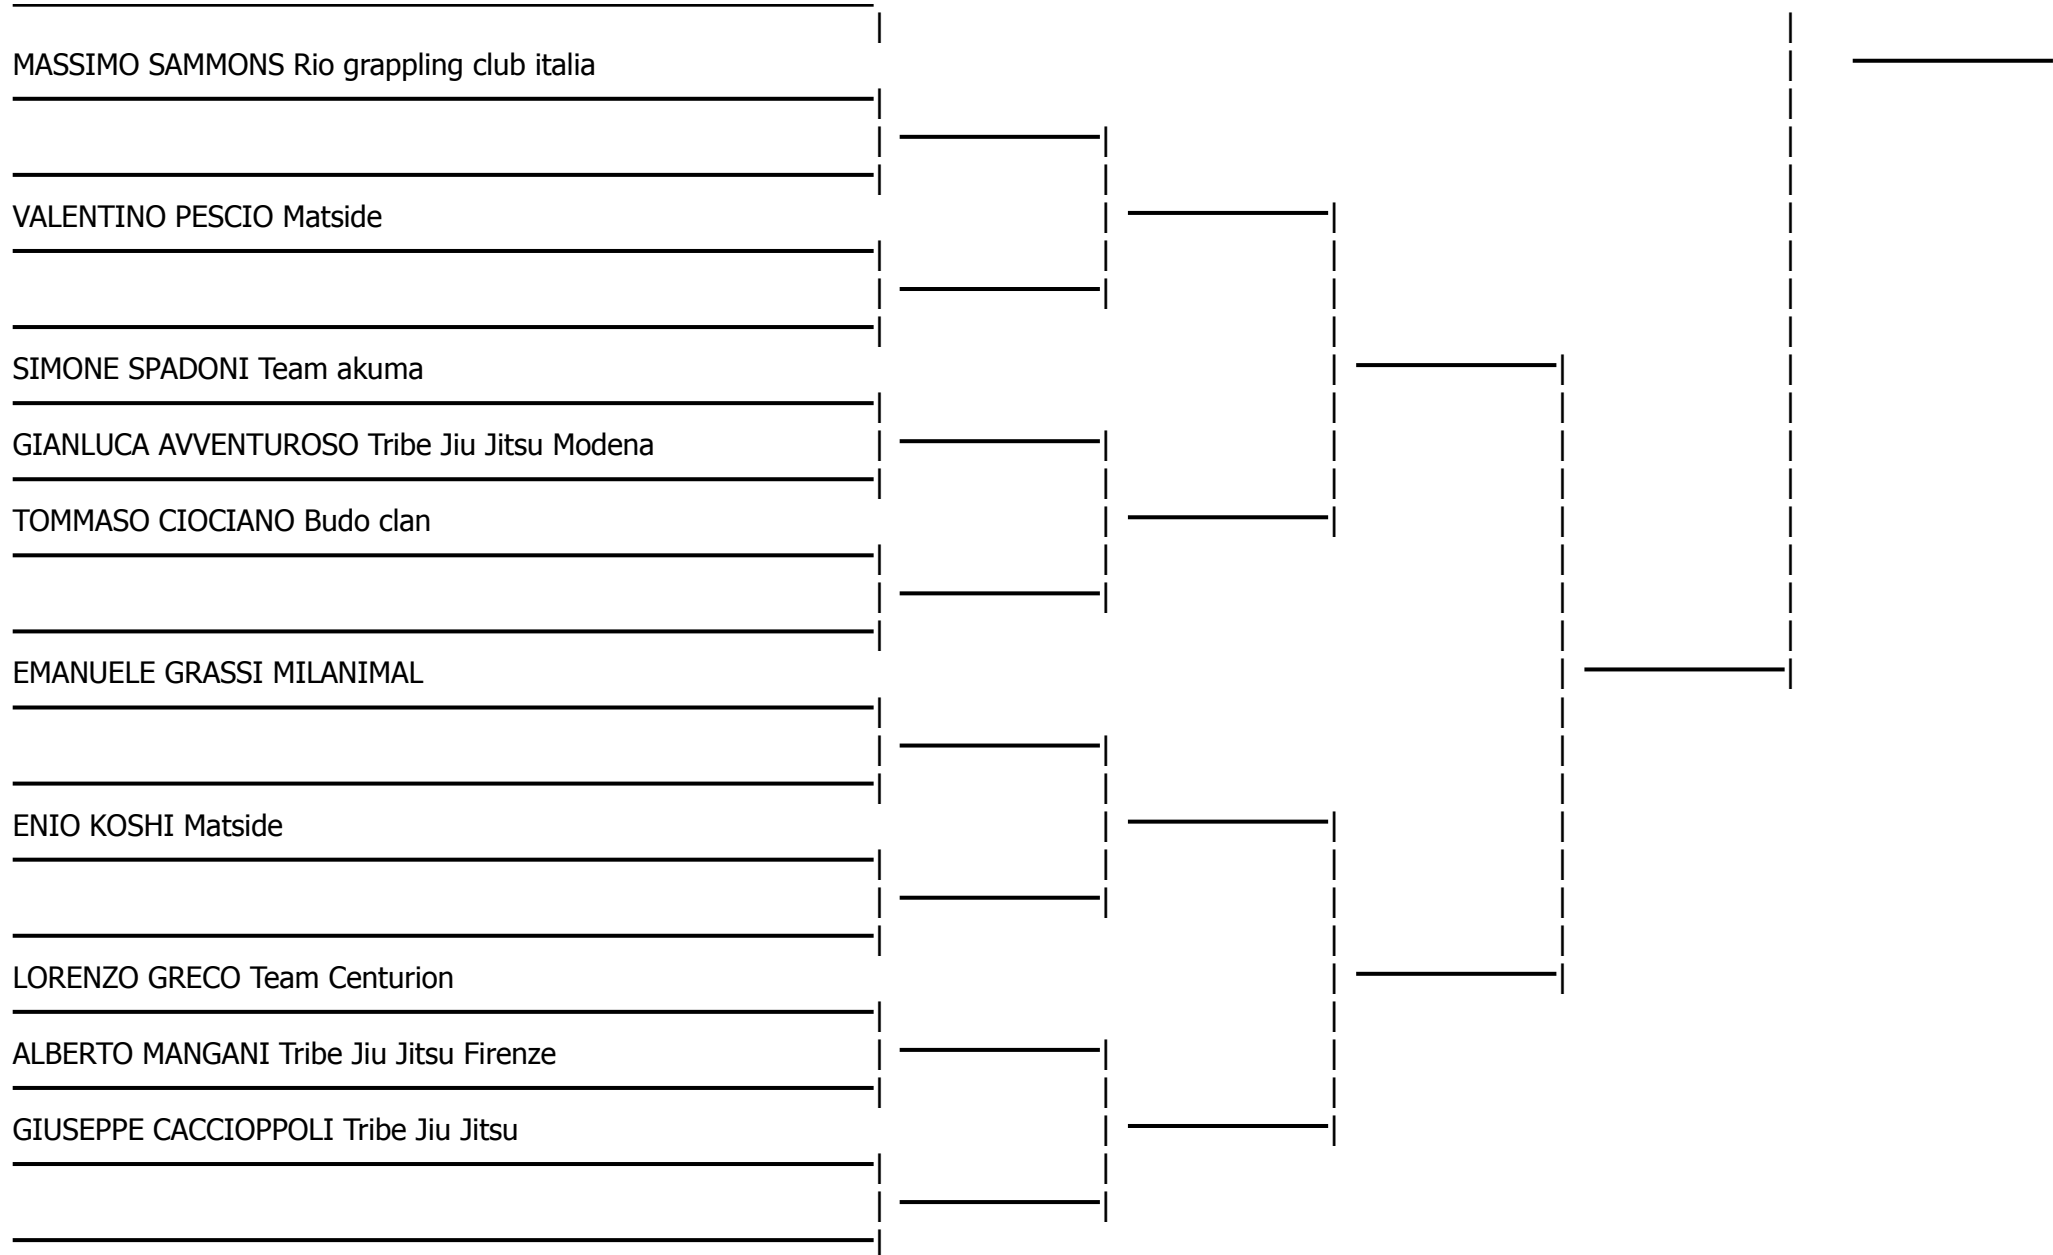 MASSIMO SAMMONS Rio grappling club italia
VALENTINO PESCIO Matside
SIMONE SPADONI Team akuma
GIANLUCA AVVENTUROSO Tribe Jiu Jitsu Modena
TOMMASO CIOCIANO Budo clan
EMANUELE GRASSI MILANIMAL
ENIO KOSHI Matside
LORENZO GRECO Team Centurion
ALBERTO MANGANI Tribe Jiu Jitsu Firenze
GIUSEPPE CACCIOPPOLI Tribe Jiu Jitsu